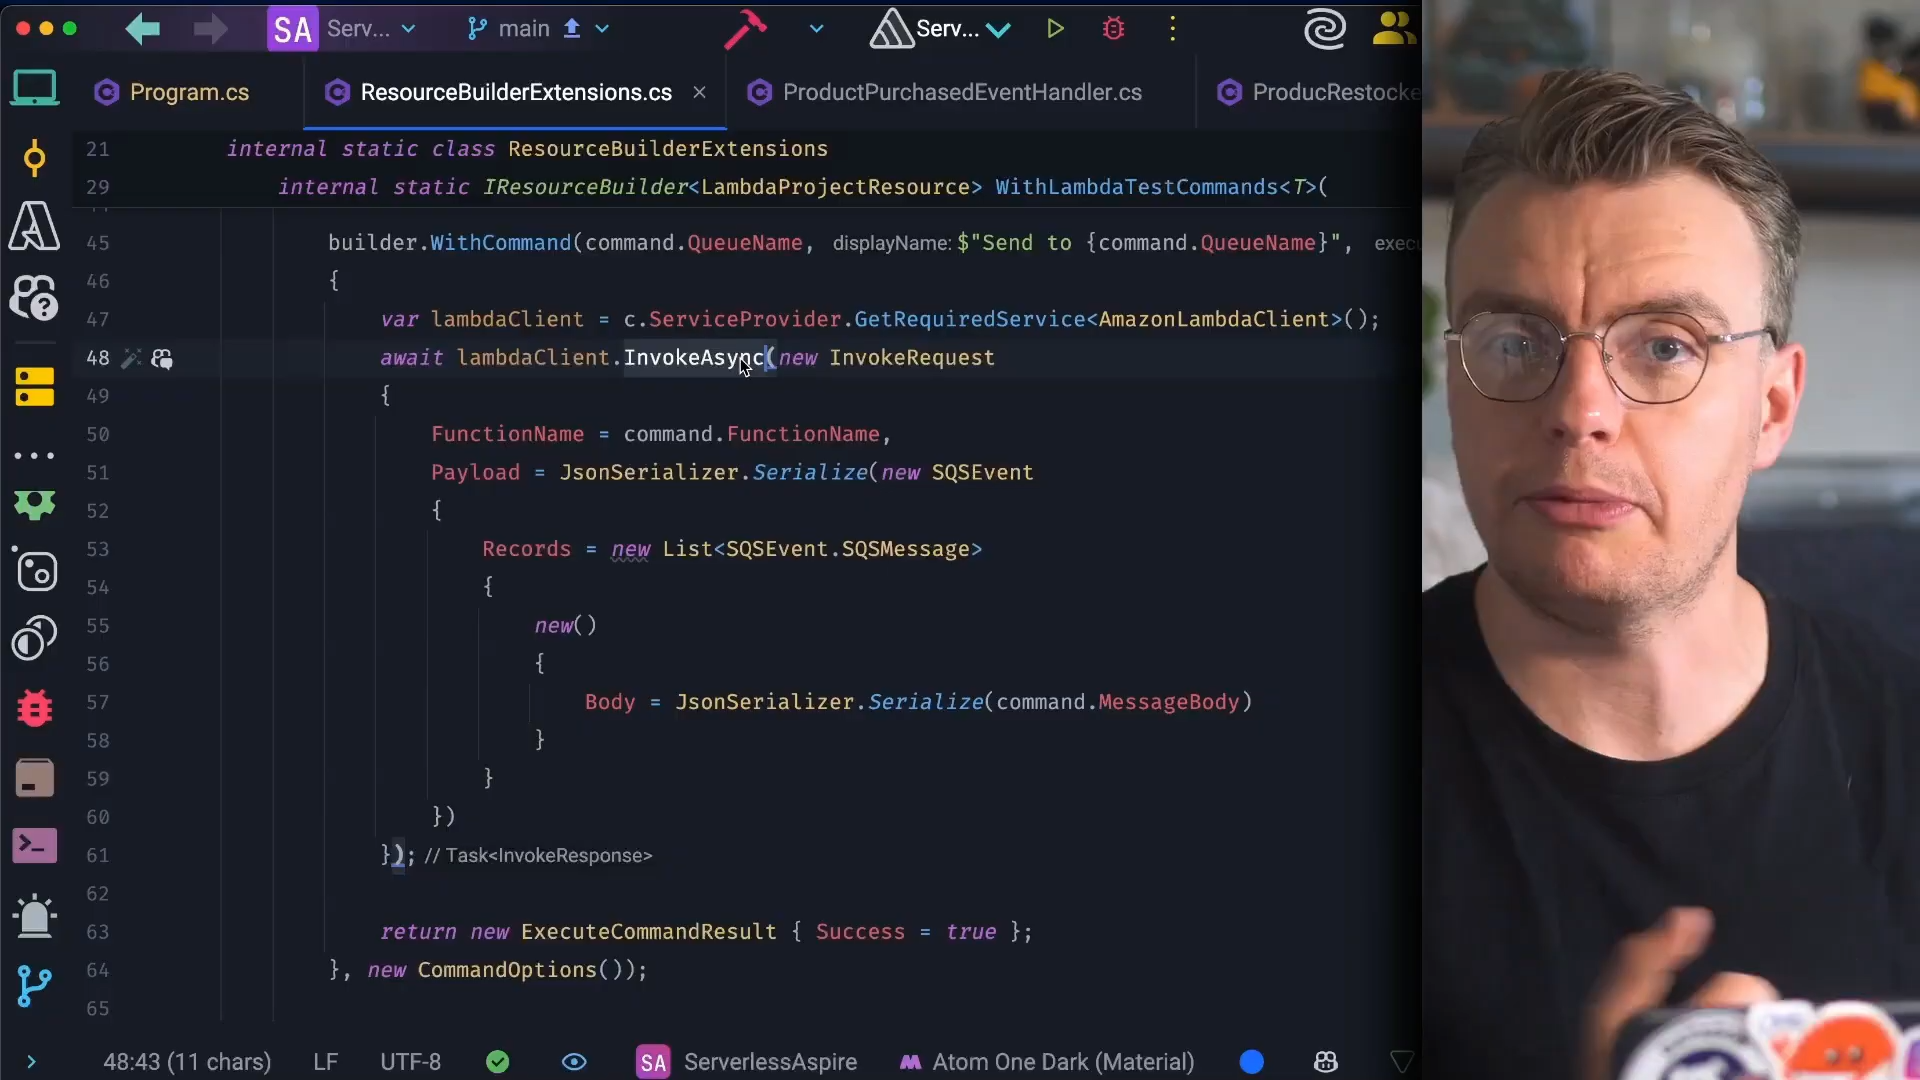 SA Serv... main Serv...
Program.cs ResourceBuilderExtensions.cs × ProductPurchasedEventHandler.cs ProducRestocke
21 internal static class ResourceBuilderExtensions
29 internal static IResourceBuilder<LambdaProjectResource> WithLambdaTestCommands<T>(
45 builder.WithCommand(command.QueueName, displayName: $"Send to {command.QueueName}", execu
46 {
47 var lambdaClient = c.ServiceProvider.GetRequiredService<AmazonLambdaClient>();
48 await lambdaClient.InvokeAsync(new InvokeRequest
49 {
50 FunctionName = command.FunctionName,
51 Payload = JsonSerializer.Serialize(new SQSEvent
52 {
53 Records = new List<SQSEvent.SQSMessage>
54 {
55 new()
56 {
57 Body = JsonSerializer.Serialize(command.MessageBody)
58 }
59 }
60 })
61 }); // Task<InvokeResponse>
62
63 return new ExecuteCommandResult { Success = true };
64 }, new CommandOptions());
65
48:43 (11 chars) LF UTF-8 SA ServerlessAspire Atom One Dark (Material)